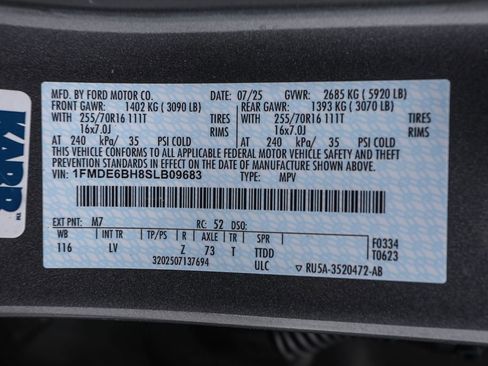 MFD. BY FORD MOTOR CO. 07/25 GVWR: 2685 KG ( 5920 LB)
FRONT GAWR: 1402 KG ( 3090 LB) REAR GAWR: 1393 KG ( 3070 LB)
WITH 255/70R16 111T TIRES WITH 255/70R16 111T TIRES
16x7.0J RIMS 16x7.0J RIMS
AT 240 kPa/ 35 PSI COLD AT 240 kPa/ 35 PSI COLD
THIS VEHICLE CONFORMS TO ALL APPLICABLE FEDERAL MOTOR VEHICLE SAFETY AND THEFT PREVENTION STANDARDS IN EFFECT ON THE DATE OF MANUFACTURE SHOWN ABOVE.
VIN: 1FMDE6BH8SLB09683 TYPE: MPV
EXT PNT: M7 RC: 52 DSO:
WB INT TR TP/PS R AXLE TR SPR F0334
116 LV Z 73 T TTDD T0623
3202507137694 ULC ▽ RU5A-3520472-AB
KARR
TM